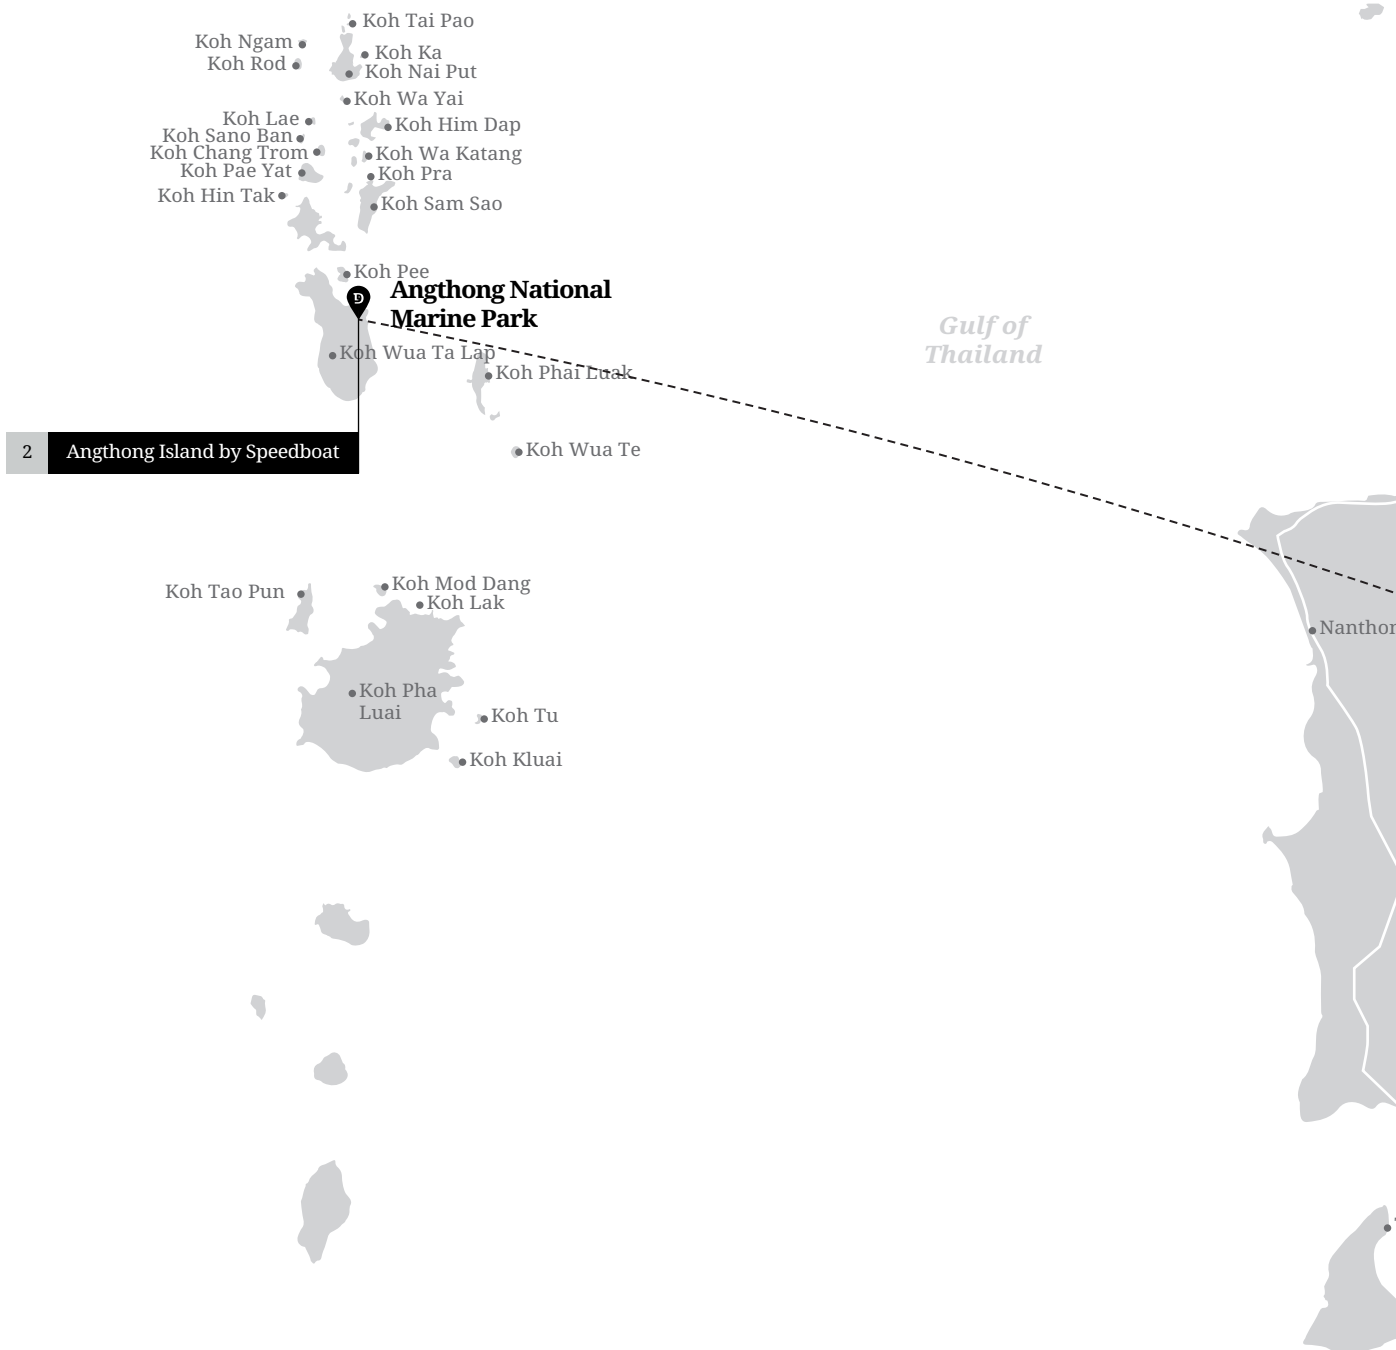 Koh Tai Pao
Koh Ngam
Koh Ka
Koh Rod
Koh Nai Put
Koh Wa Yai
Koh Lae
Koh Him Dap
Koh Sano Ban
Koh Chang Trom
Koh Wa Katang
Koh Pae Yat
Koh Pra
Koh Hin Tak
Koh Sam Sao
Koh Pee
Angthong National
Marine Park
Gulf of
Thailand
Koh Wua Ta Lap
Koh Phai Luak
2 Angthong Island by Speedboat
Koh Wua Te
Koh Mod Dang
Koh Tao Pun
Koh Lak
Nanthon
Koh Pha
Luai
Koh Tu
Koh Kluai